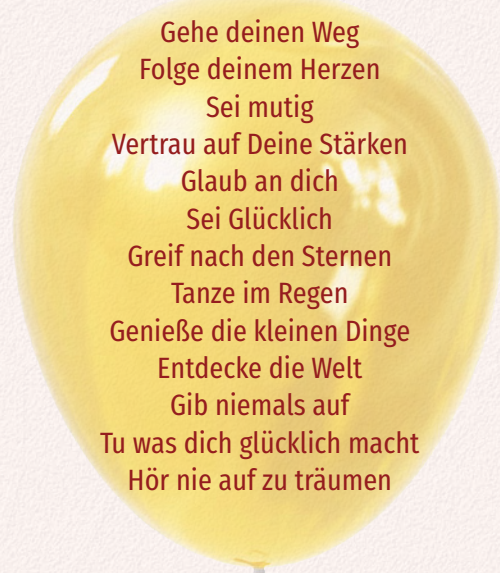 Gehe deinen Weg
Folge deinem Herzen
Sei mutig
Vertrau auf Deine Stärken
Glaub an dich
Sei Glücklich
Greif nach den Sternen
Tanze im Regen
Genieße die kleinen Dinge
Entdecke die Welt
Gib niemals auf
Tu was dich glücklich macht
Hör nie auf zu träumen